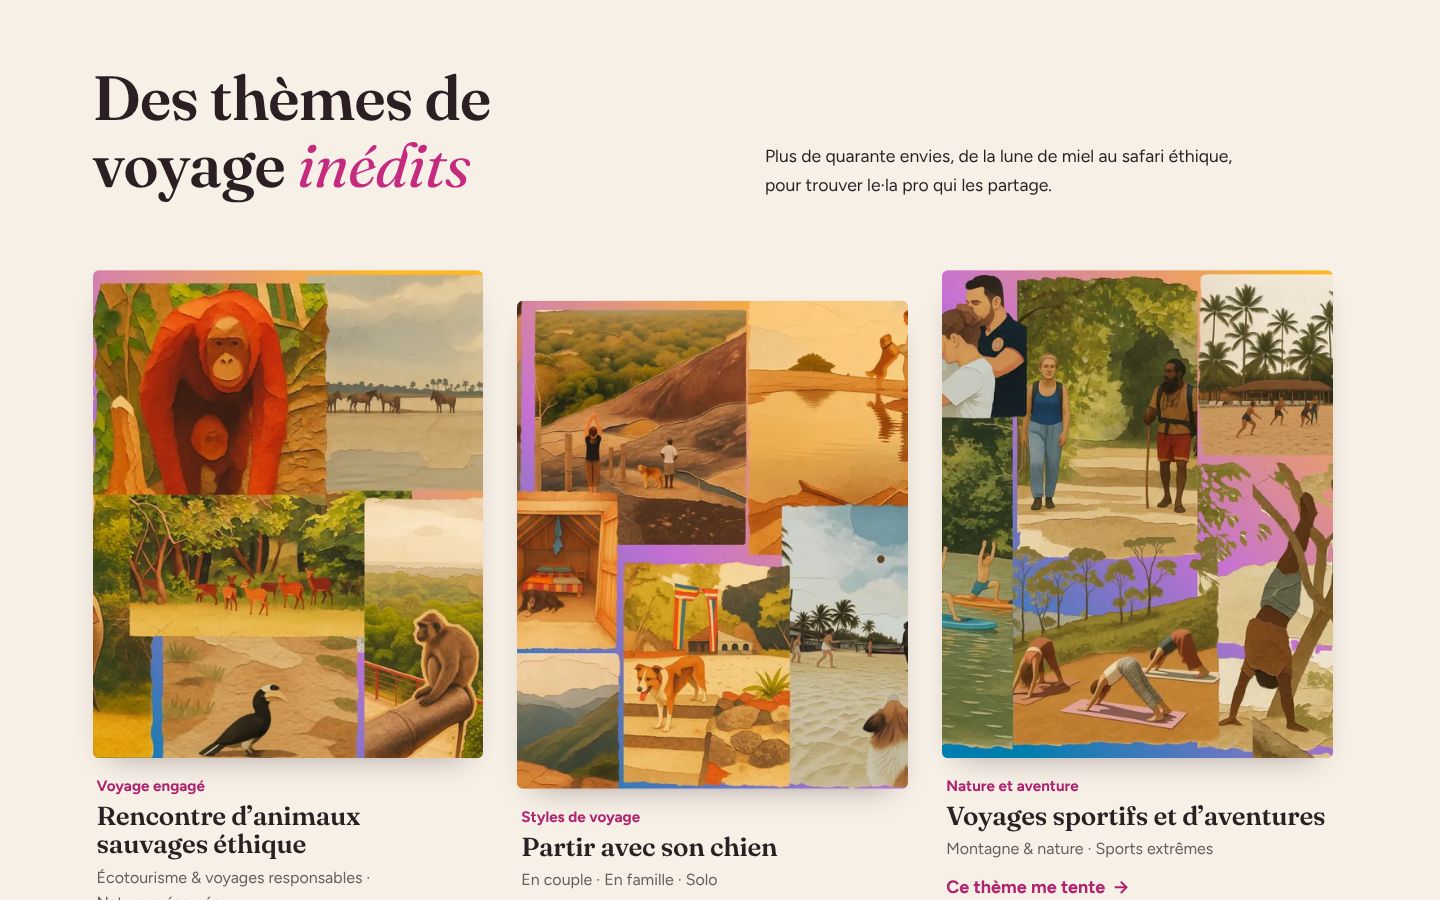 Des thèmes de
voyage inédits
Plus de quarante envies, de la lune de miel au safari éthique,
pour trouver le·la pro qui les partage.
Voyage engagé
Rencontre d’animaux
sauvages éthique
Écotourisme & voyages responsables ·
Styles de voyage
Partir avec son chien
En couple · En famille · Solo
Nature et aventure
Voyages sportifs et d’aventures
Montagne & nature · Sports extrêmes
Ce thème me tente →